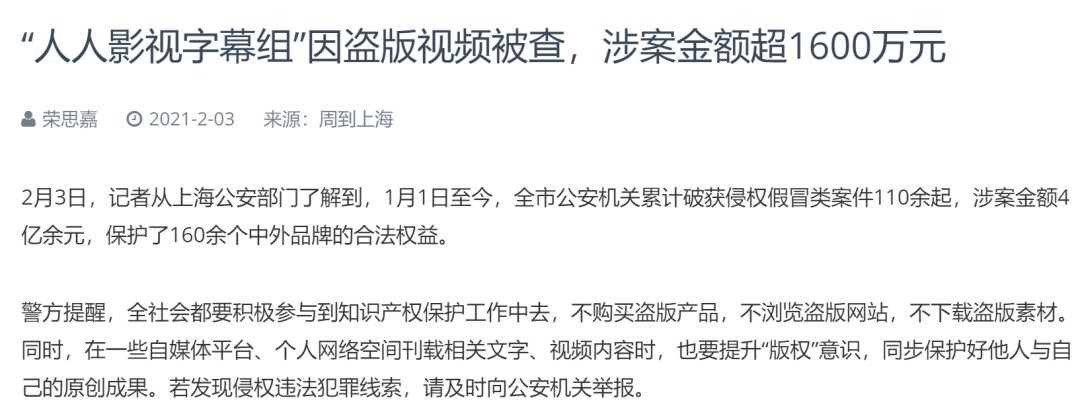 “人人影视字幕组”因盗版视频被查，涉案金额超1600万元
荣思嘉 2021-2-03 来源：周到上海
2月3日，记者从上海公安部门了解到，1月1日至今，全市公安机关累计破获侵权假冒类案件110余起，涉案金额4
亿余元，保护了160余个中外品牌的合法权益。
警方提醒，全社会都要积极参与到知识产权保护工作中去，不购买盗版产品，不浏览盗版网站，不下载盗版素材。
同时，在一些自媒体平台、个人网络空间刊载相关文字、视频内容时，也要提升“版权”意识，同步保护好他人与自
己的原创成果。若发现侵权违法犯罪线索，请及时向公安机关举报。